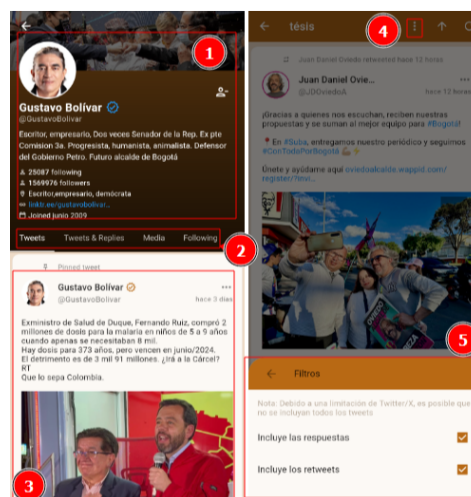 Gustavo Bolívar
@GustavoBolivar
Escritor, empresario, Dos veces Senador de la Rep. Ex pte
Comision 3a. Progresista, humanista, animalista. Defensor
del Gobierno Petro. Futuro alcalde de Bogotá
25087 following
1569976 followers
Escritor,empresario, demócrata
linktr.ee/gustavobolivar...
Joined junio 2009
1
Tweets Tweets & Replies Media Following
2
Pinned tweet
Gustavo Bolívar
@GustavoBolivar
hace 3 días
Exministro de Salud de Duque, Fernando Ruiz, compró 2
millones de dosis para la malaria en niños de 5 a 9 años
cuando apenas se necesitaban 8 mil.
Hay dosis para 373 años, pero vencen en junio/2024.
El detrimento es de 3 mil 91 millones. ¿Irá a la Cárcel?
RT
Que lo sepa Colombia.
3
tésis
4
Juan Daniel Oviedo retweeted hace 12 horas
Juan Daniel Ovie...
@JDOviedoA
hace 12 horas
¡Gracias a quienes nos escuchan, reciben nuestras
propuestas y se suman al mejor equipo para #Bogotá!
En #Suba, entregamos nuestro periódico y seguimos
#ConTodoPorBogotá
Únete y ayúdame aquí oviedoalcalde.wappid.com/
register/?inv...
OVIEDO
5
Filtros
Nota: Debido a una limitación de Twitter/X, es posible que
no se incluyan todos los tweets
Incluye las respuestas
Incluye los retweets